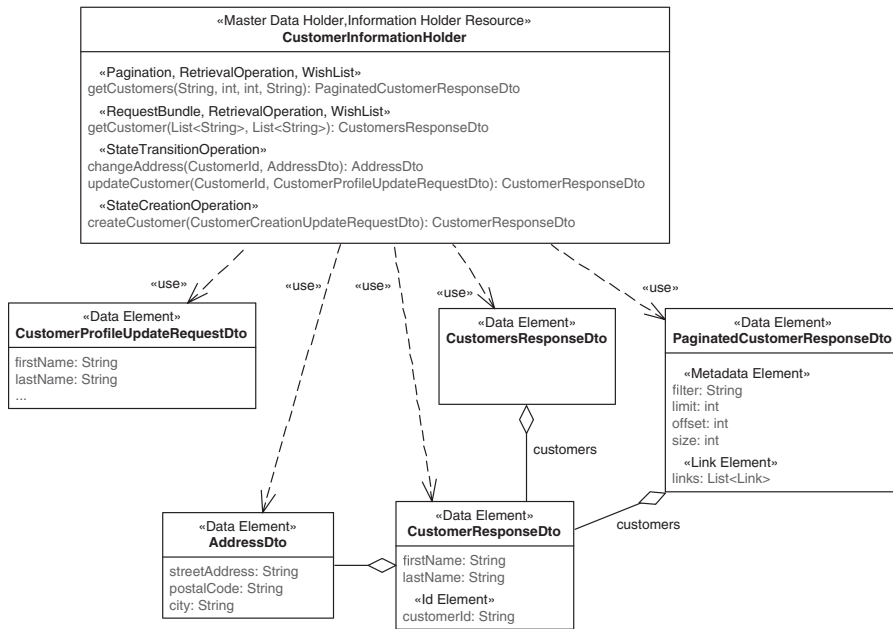 «Master Data Holder,Information Holder Resource»
CustomerInformationHolder
«Pagination, RetrievalOperation, WishList»
getCustomers(String, int, int, String): PaginatedCustomerResponseDto
«RequestBundle, RetrievalOperation, WishList»
getCustomer(List<String>, List<String>): CustomersResponseDto
«StateTransitionOperation»
changeAddress(CustomerId, AddressDto): AddressDto
updateCustomer(CustomerId, CustomerProfileUpdateRequestDto): CustomerResponseDto
«StateCreationOperation»
createCustomer(CustomerCreationUpdateRequestDto): CustomerResponseDto
«use»
«use»
«use»
«use»
«use»
«Data Element»
CustomerProfileUpdateRequestDto
firstName: String
lastName: String
...
«Data Element»
CustomersResponseDto
«Data Element»
PaginatedCustomerResponseDto
«Metadata Element»
filter: String
limit: int
offset: int
size: int
«Link Element»
links: List<Link>
customers
customers
«Data Element»
AddressDto
streetAddress: String
postalCode: String
city: String
«Data Element»
CustomerResponseDto
firstName: String
lastName: String
«Id Element»
customerId: String